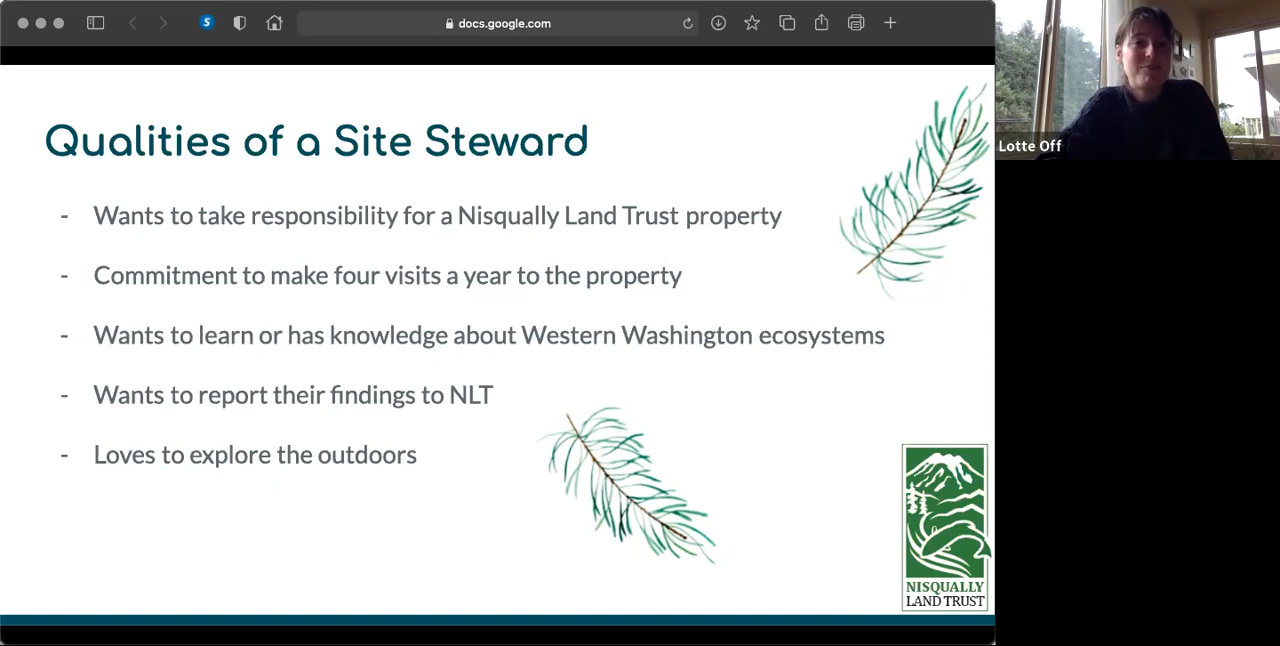 docs.google.com
Qualities of a Site Steward
- Wants to take responsibility for a Nisqually Land Trust property
- Commitment to make four visits a year to the property
- Wants to learn or has knowledge about Western Washington ecosystems
- Wants to report their findings to NLT
- Loves to explore the outdoors
NISQUALLY
LAND TRUST
Lotte Off